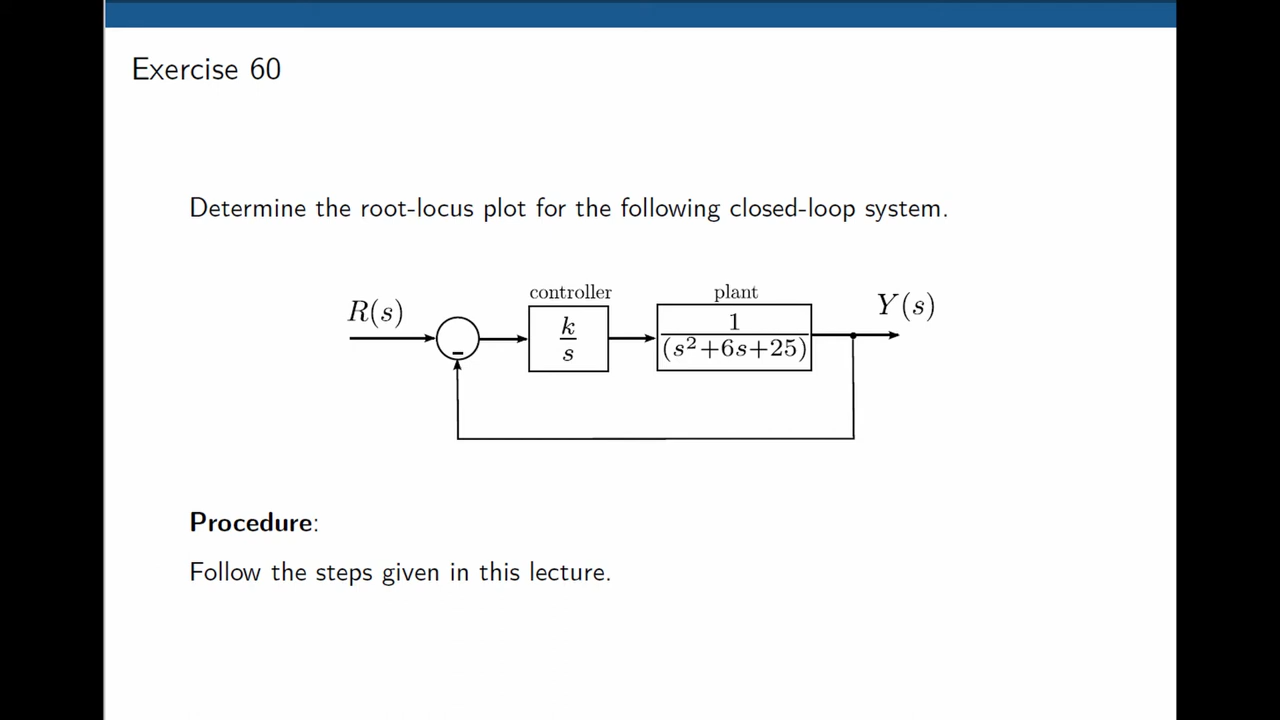 Exercise 60
Determine the root-locus plot for the following closed-loop system.
controller
plant
R(s)
-
k/s
1/(s²+6s+25)
Y(s)
Procedure:
Follow the steps given in this lecture.